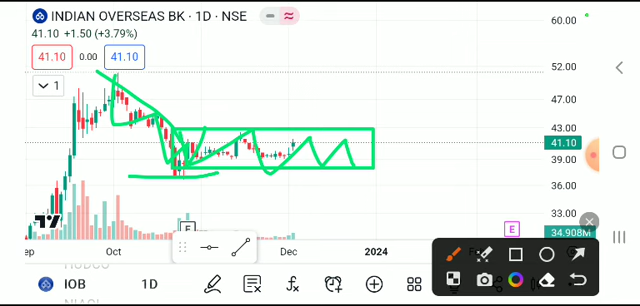 INDIAN OVERSEAS BK · 1D · NSE
41.10 +1.50 (+3.79%)
41.10 0.00 41.10
1
60.00
52.00
47.00
43.00
41.10
39.00
36.00
33.00
34.908M
E
E
Oct
Dec
2024
IOB 1D